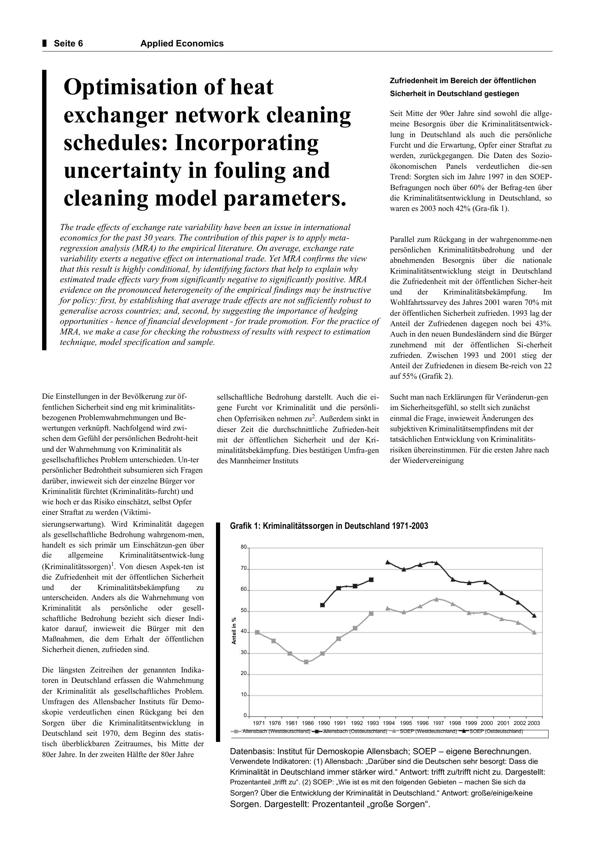 Seite 6
Applied Economics
Optimisation of heat
exchanger network cleaning
schedules: Incorporating
uncertainty in fouling and
cleaning model parameters.
The trade effects of exchange rate variability have been an issue in international
economics for the past 30 years. The contribution of this paper is to apply meta-
regression analysis (MRA) to the empirical literature. On average, exchange rate
variability exerts a negative effect on international trade. Yet MRA confirms the view
that this result is highly conditional, by identifying factors that help to explain why
estimated trade effects vary from significantly negative to significantly positive. MRA
evidence on the pronounced heterogeneity of the empirical findings may be instructive
for policy: first, by establishing that average trade effects are not sufficiently robust to
generalise across countries; and, second, by suggesting the importance of hedging
opportunities - hence of financial development - for trade promotion. For the practice of
MRA, we make a case for checking the robustness of results with respect to estimation
technique, model specification and sample.
Zufriedenheit im Bereich der öffentlichen
Sicherheit in Deutschland gestiegen
Seit Mitte der 90er Jahre sind sowohl die allge-
meine Besorgnis über die Kriminalitätsentwick-
lung in Deutschland als auch die persönliche
Furcht und die Erwartung, Opfer einer Straftat zu
werden, zurückgegangen. Die Daten des Sozio-
ökonomischen Panels verdeutlichen die-sen
Trend: Sorgten sich im Jahre 1997 in den SOEP-
Befragungen noch über 60% der Befrag-ten über
die Kriminalitätsentwicklung in Deutschland, so
waren es 2003 noch 42% (Gra-fik 1).
Parallel zum Rückgang in der wahrgenomme-nen
persönlichen Kriminalitätsbedrohung und der
abnehmenden Besorgnis über die nationale
Kriminalitätsentwicklung steigt in Deutschland
die Zufriedenheit mit der öffentlichen Sicher-heit
und der Kriminalitätsbekämpfung. Im
Wohlfahrtssurvey des Jahres 2001 waren 70% mit
der öffentlichen Sicherheit zufrieden. 1993 lag der
Anteil der Zufriedenen dagegen noch bei 43%.
Auch in den neuen Bundesländern sind die Bürger
zunehmend mit der öffentlichen Si-cherheit
zufrieden. Zwischen 1993 und 2001 stieg der
Anteil der Zufriedenen in diesem Be-reich von 22
auf 55% (Grafik 2).
Die Einstellungen in der Bevölkerung zur öf-
fentlichen Sicherheit sind eng mit kriminalitäts-
bezogenen Problemwahrnehmungen und Be-
wertungen verknüpft. Nachfolgend wird zwi-
schen dem Gefühl der persönlichen Bedroht-heit
und der Wahrnehmung von Kriminalität als
gesellschaftliches Problem unterschieden. Un-ter
persönlicher Bedrohtheit subsumieren sich Fragen
darüber, inwieweit sich der einzelne Bürger vor
Kriminalität fürchtet (Kriminalitäts-furcht) und
wie hoch er das Risiko einschätzt, selbst Opfer
einer Straftat zu werden (Viktimi-
sierungserwartung). Wird Kriminalität dagegen
als gesellschaftliche Bedrohung wahrgenom-men,
handelt es sich primär um Einschätzun-gen über
die allgemeine Kriminalitätsentwick-lung
(Kriminalitätssorgen)1. Von diesen Aspek-ten ist
die Zufriedenheit mit der öffentlichen Sicherheit
und der Kriminalitätsbekämpfung zu
unterscheiden. Anders als die Wahrnehmung von
Kriminalität als persönliche oder gesell-
schaftliche Bedrohung bezieht sich dieser Indi-
kator darauf, inwieweit die Bürger mit den
Maßnahmen, die dem Erhalt der öffentlichen
Sicherheit dienen, zufrieden sind.
Die längsten Zeitreihen der genannten Indika-
toren in Deutschland erfassen die Wahrnehmung
der Kriminalität als gesellschaftliches Problem.
Umfragen des Allensbacher Instituts für Demo-
skopie verdeutlichen einen Rückgang bei den
Sorgen über die Kriminalitätsentwicklung in
Deutschland seit 1970, dem Beginn des statis-
tisch überblickbaren Zeitraumes, bis Mitte der
80er Jahre. In der zweiten Hälfte der 80er Jahre
sellschaftliche Bedrohung darstellt. Auch die ei-
gene Furcht vor Kriminalität und die persönli-
chen Opferrisiken nehmen zu2. Außerdem sinkt in
dieser Zeit die durchschnittliche Zufrieden-heit
mit der öffentlichen Sicherheit und der Kri-
minalitätsbekämpfung. Dies bestätigen Umfra-gen
des Mannheimer Instituts
Sucht man nach Erklärungen für Veränderun-gen
im Sicherheitsgefühl, so stellt sich zunächst
einmal die Frage, inwieweit Änderungen des
subjektiven Kriminalitätsempfindens mit der
tatsächlichen Entwicklung von Kriminalitäts-
risiken übereinstimmen. Für die ersten Jahre nach
der Wiedervereinigung
Grafik 1: Kriminalitätssorgen in Deutschland 1971-2003
80
70
60
50
40
30
20
10
0
Anteil in %
1971 1976 1981 1986 1990 1991 1992 1993 1994 1995 1996 1997 1998 1999 2000 2001 2002 2003
Allensbach (Westdeutschland) Allensbach (Ostdeutschland) SOEP (Westdeutschland) SOEP (Ostdeutschland)
Datenbasis: Institut für Demoskopie Allensbach; SOEP – eigene Berechnungen.
Verwendete Indikatoren: (1) Allensbach: „Darüber sind die Deutschen sehr besorgt: Dass die
Kriminalität in Deutschland immer stärker wird.“ Antwort: trifft zu/trifft nicht zu. Dargestellt:
Prozentanteil „trifft zu“. (2) SOEP: „Wie ist es mit den folgenden Gebieten – machen Sie sich da
Sorgen? Über die Entwicklung der Kriminalität in Deutschland.“ Antwort: große/einige/keine
Sorgen. Dargestellt: Prozentanteil „große Sorgen“.